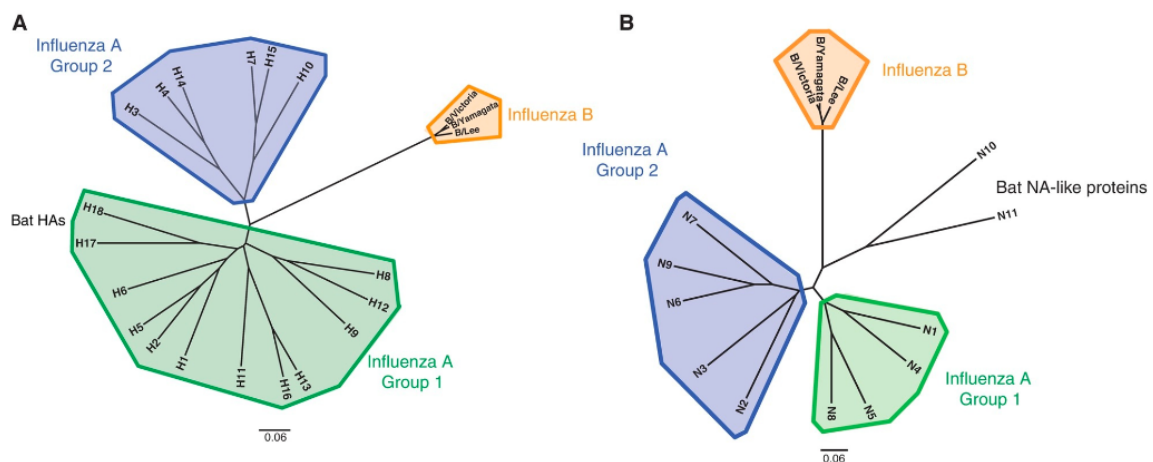 A
Influenza A
Group 2
H3
H4
H14
H7
H15
H10
B/Victoria
B/Yamagata
B/Lee
Influenza B
Bat HAs
H18
H17
H6
H5
H2
H1
H11
H16
H13
H9
H12
H8
Influenza A
Group 1
0.06
B
B/Victoria
B/Yamagata
B/Lee
Influenza B
Influenza A
Group 2
N10
Bat NA-like proteins
N11
N7
N9
N6
N3
N2
N1
N4
N5
N8
Influenza A
Group 1
0.06